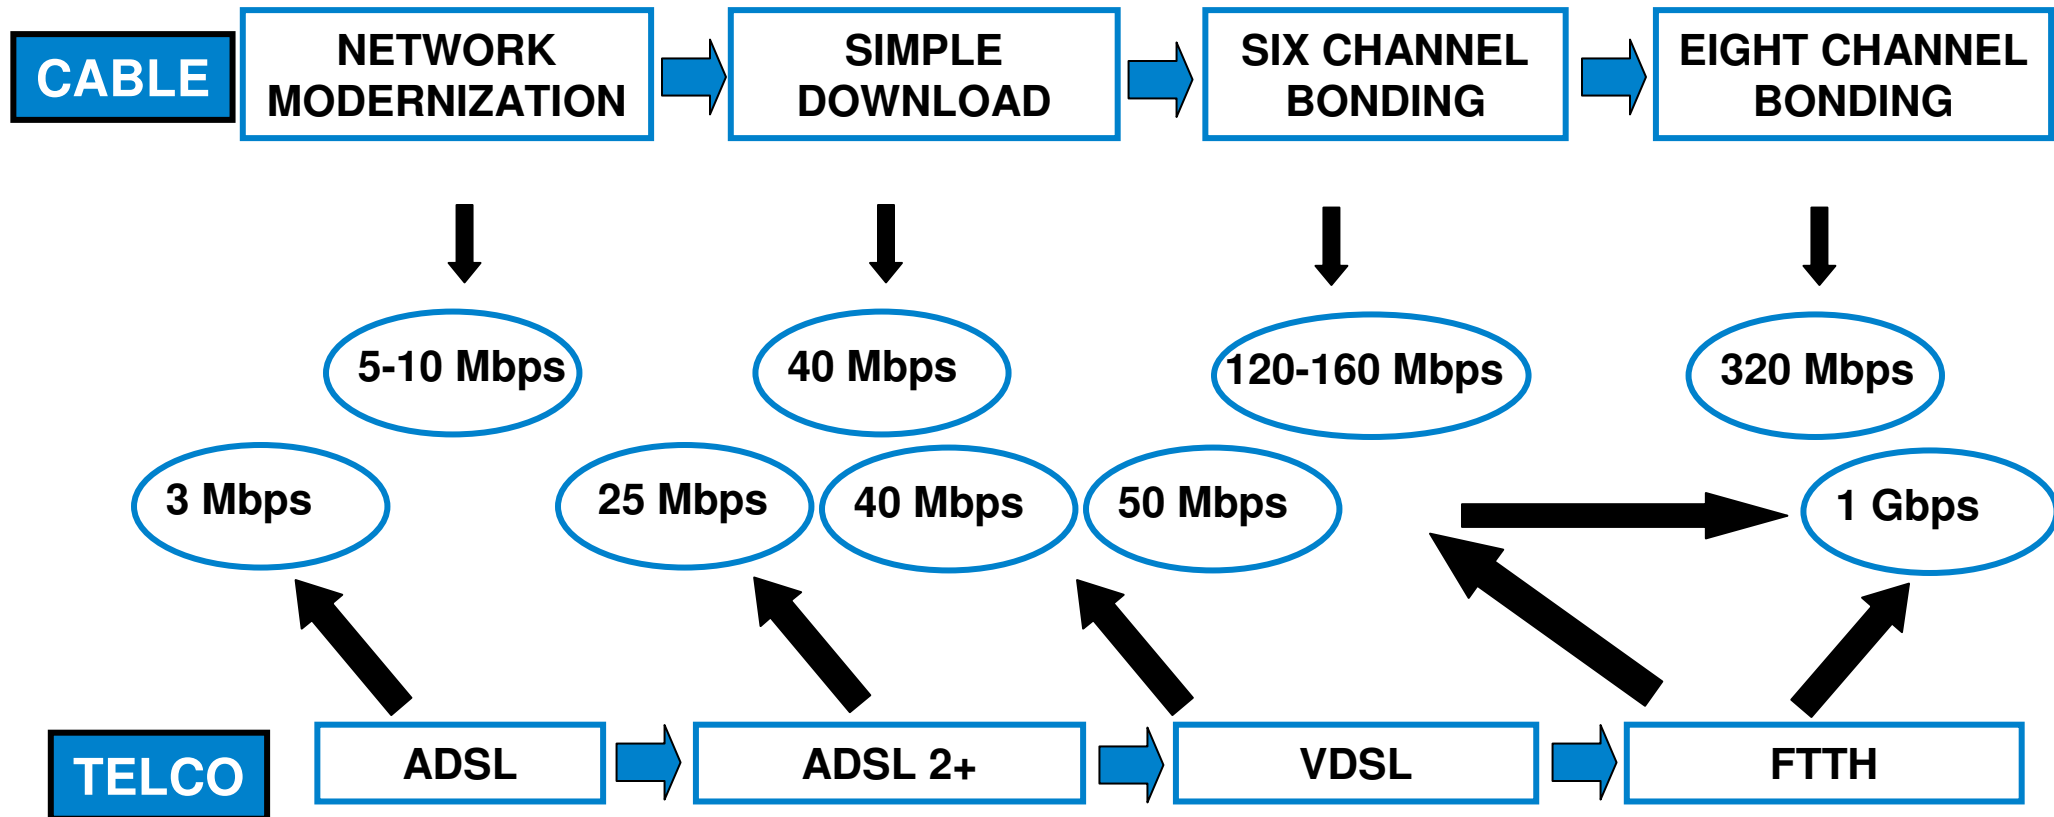 CABLE
NETWORK
MODERNIZATION
SIMPLE
DOWNLOAD
SIX CHANNEL
BONDING
EIGHT CHANNEL
BONDING
5-10 Mbps
40 Mbps
120-160 Mbps
320 Mbps
3 Mbps
25 Mbps
40 Mbps
50 Mbps
1 Gbps
TELCO
ADSL
ADSL 2+
VDSL
FTTH